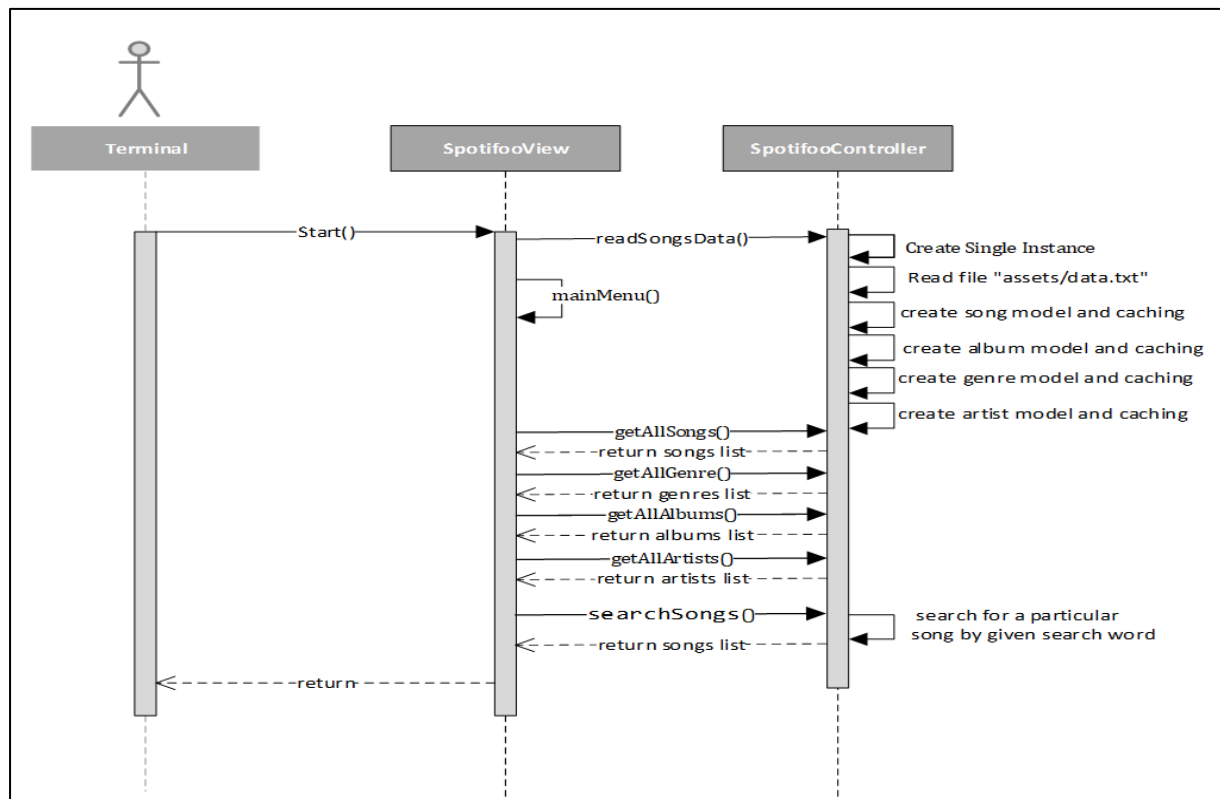 Terminal
SpotifooView
SpotifooController
Start()
readSongsData()
Create Single Instance
Read file "assets/data.txt"
mainMenu()
create song model and caching
create album model and caching
create genre model and caching
create artist model and caching
getAllSongs()
return songs list
getAllGenre()
return genres list
getAllAlbums()
return albums list
getAllArtists()
return artists list
searchSongs()
search for a particular
song by given search word
return songs list
return